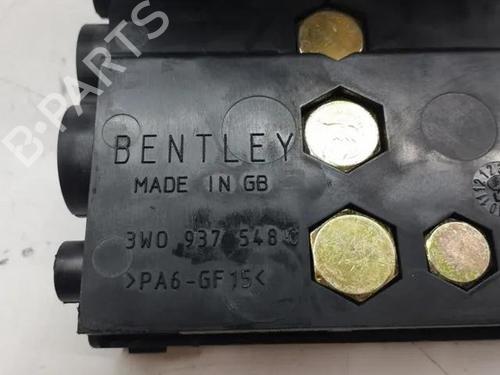 B-PARTS
BENTLEY
MADE IN GB
3W0 937 548
>PA6-GF15<